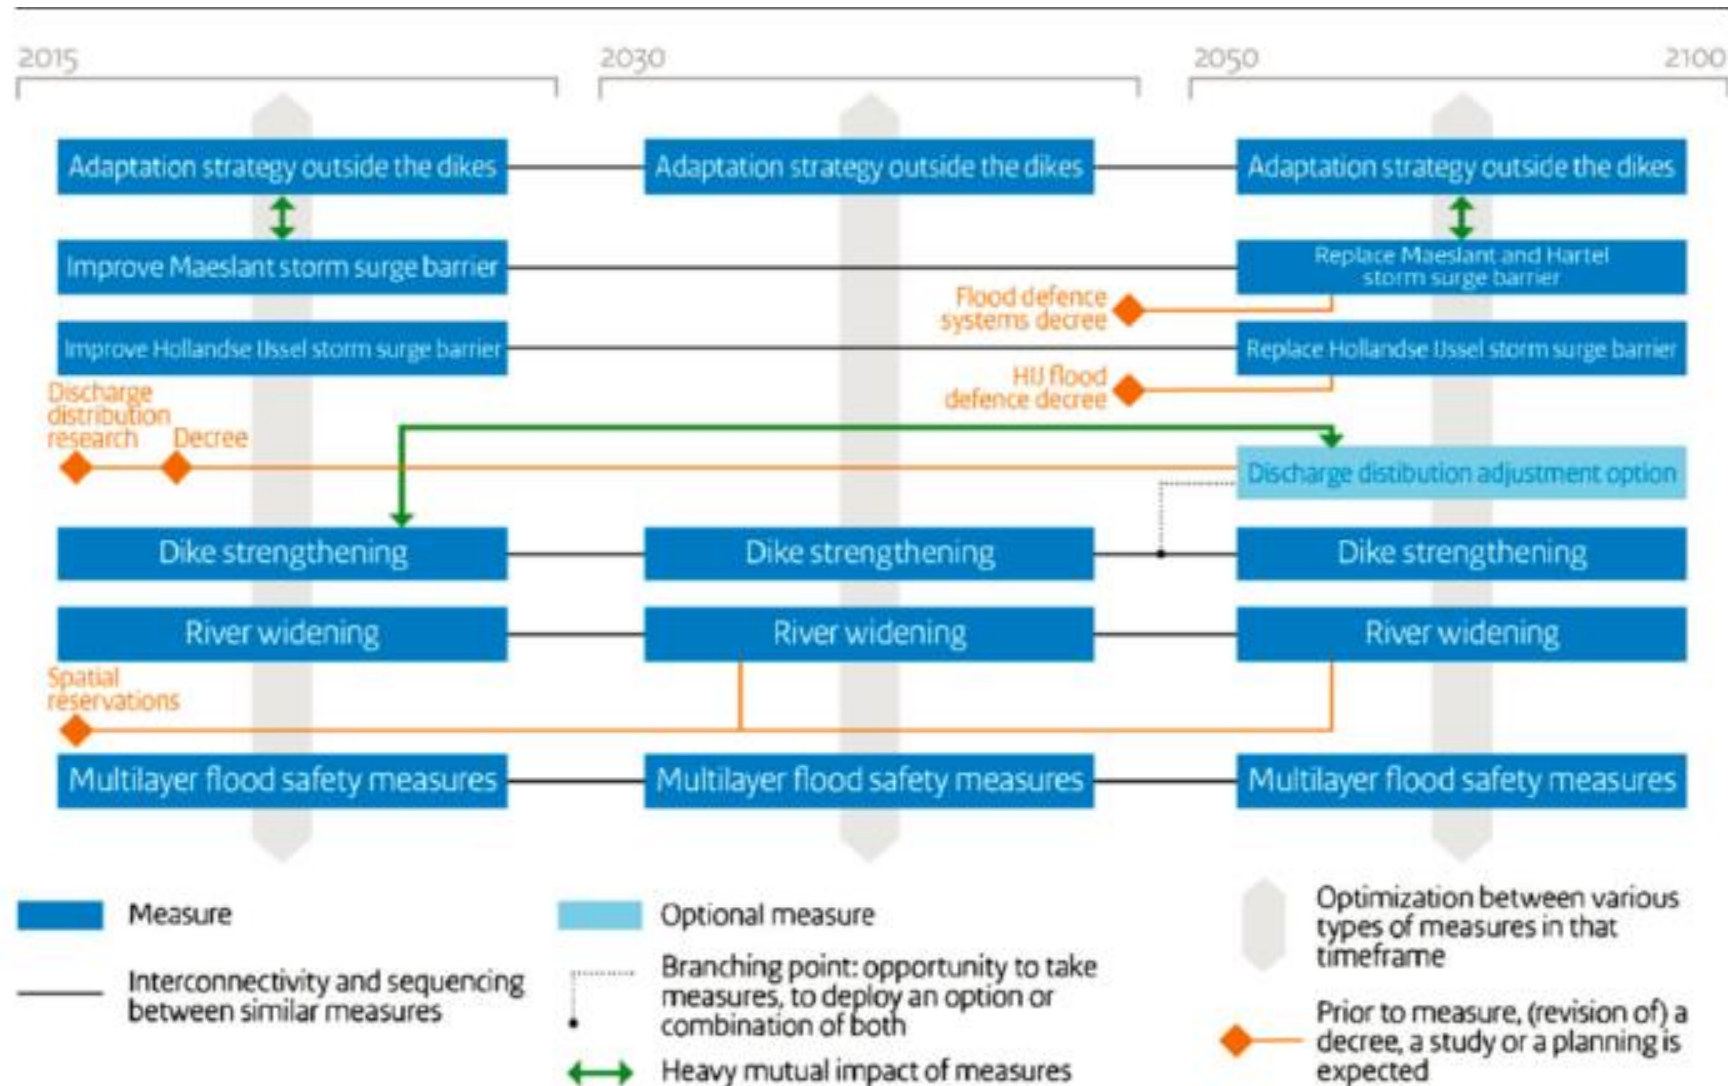 2015
2030
2050
2100
Adaptation strategy outside the dikes
Adaptation strategy outside the dikes
Adaptation strategy outside the dikes
Improve Maeslant storm surge barrier
Replace Maeslant and Hartel
storm surge barrier
Flood defence
systems decree
Improve Hollandse IJssel storm surge barrier
Replace Hollandse IJssel storm surge barrier
HIJ flood
defence decree
Discharge
distribution
research
Decree
Discharge distibution adjustment option
Dike strengthening
Dike strengthening
Dike strengthening
River widening
River widening
River widening
Spatial
reservations
Multilayer flood safety measures
Multilayer flood safety measures
Multilayer flood safety measures
Measure
Interconnectivity and sequencing
between similar measures
Optional measure
Branching point: opportunity to take
measures, to deploy an option or
combination of both
Heavy mutual impact of measures
Optimization between various
types of measures in that
timeframe
Prior to measure, (revision of) a
decree, a study or a planning is
expected